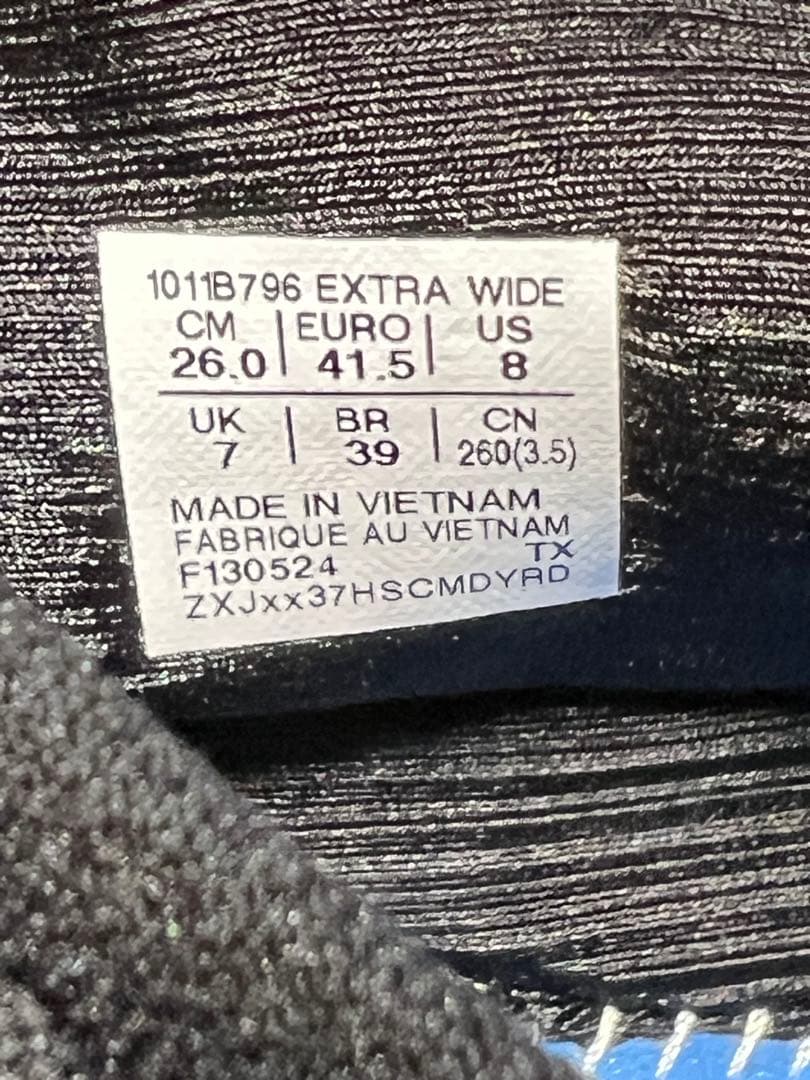 1011B796 EXTRA WIDE
CM | EURO | US
26.0 | 41.5 | 8
UK | BR | CN
7 | 39 | 260(3.5)
MADE IN VIETNAM
FABRIQUE AU VIETNAM
TX
F130524
ZXJxx37HSCMDYRD